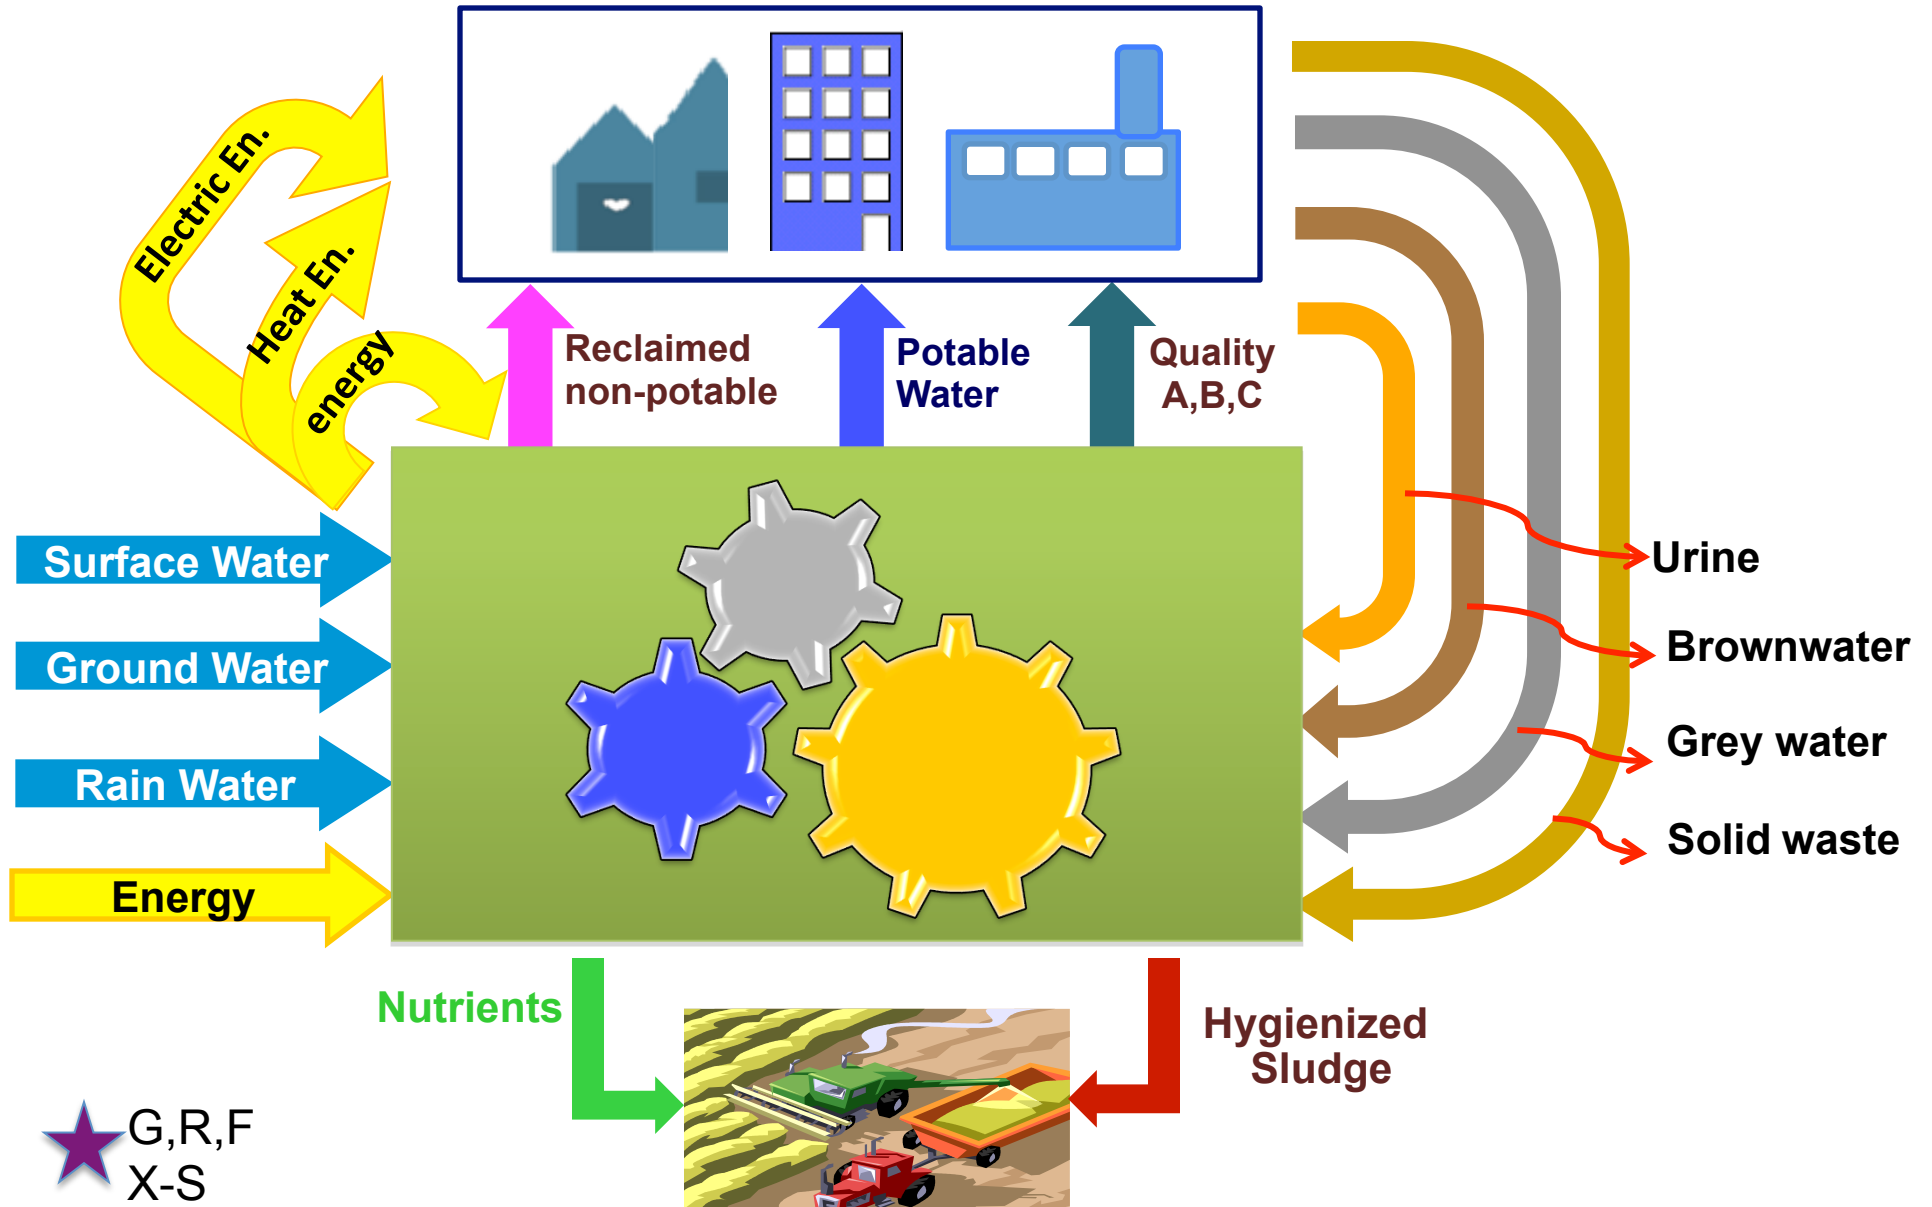 Electric En.
Heat En.
energy
Reclaimed
non-potable
Potable
Water
Quality
A,B,C
Surface Water
Ground Water
Rain Water
Energy
Urine
Brownwater
Grey water
Solid waste
Nutrients
Hygienized
Sludge
G,R,F
X-S